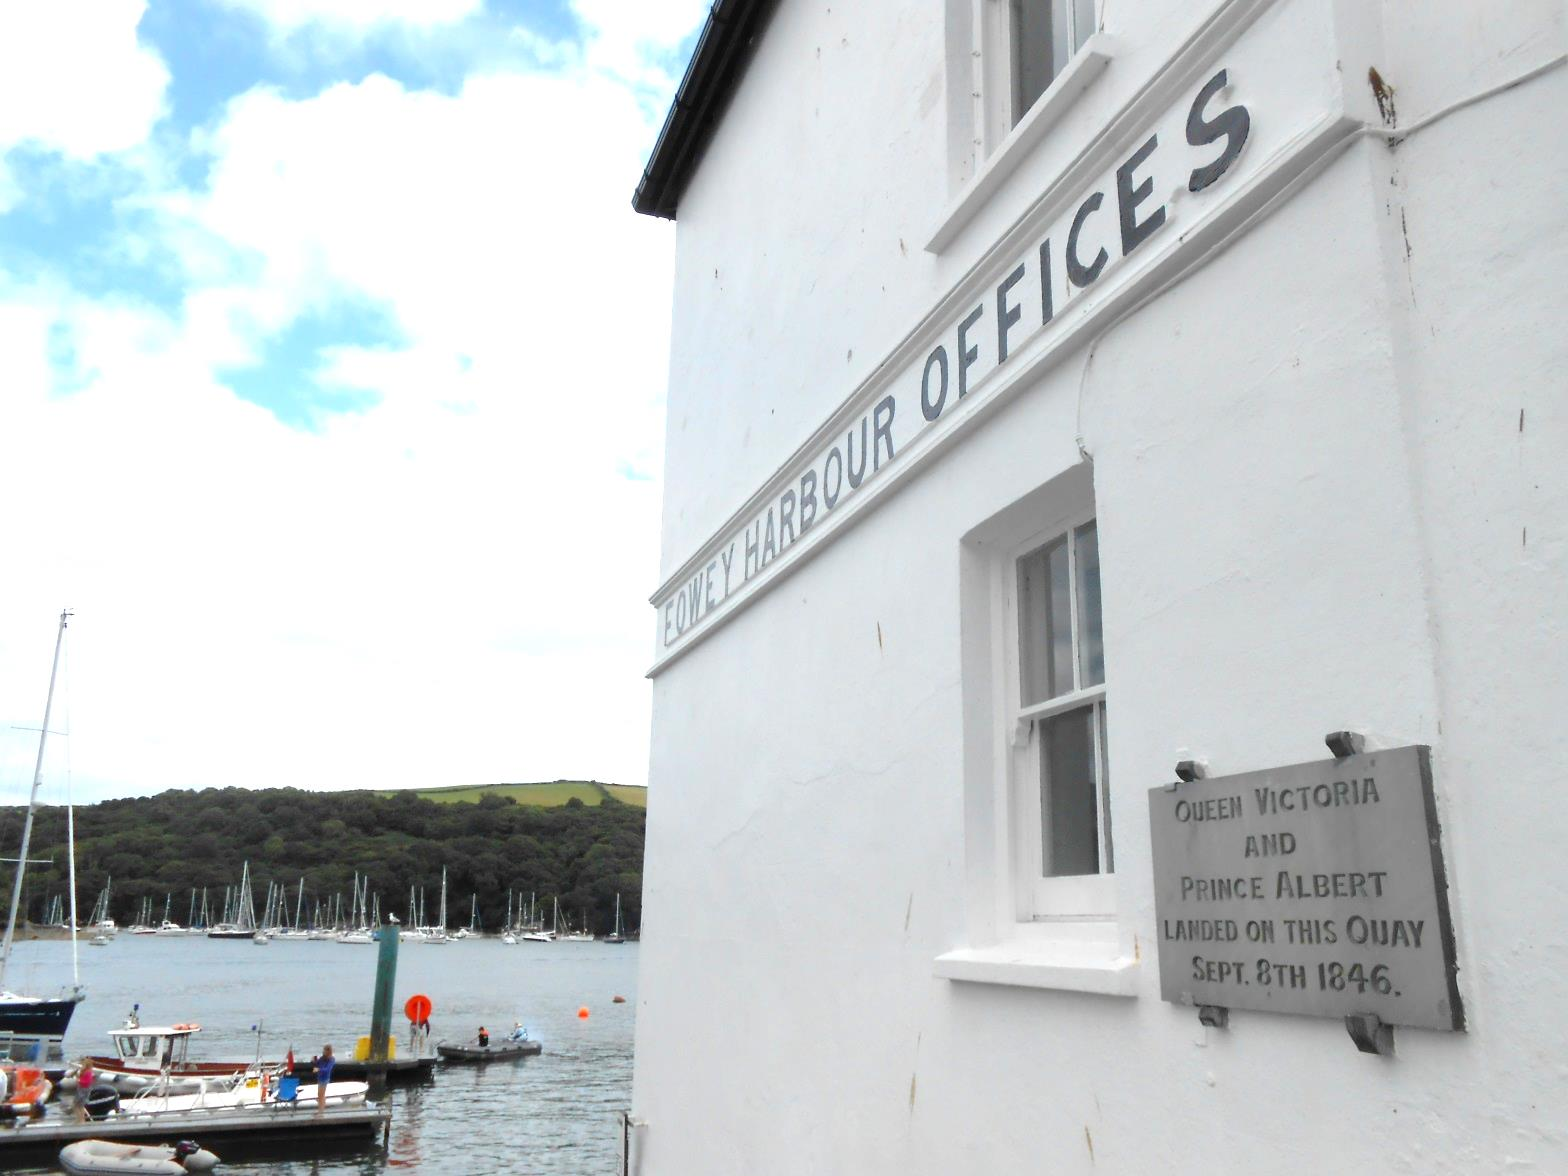 FOWEY HARBOUR OFFICES
QUEEN VICTORIA
AND
PRINCE ALBERT
LANDED ON THIS QUAY
SEPT. 8TH 1846.